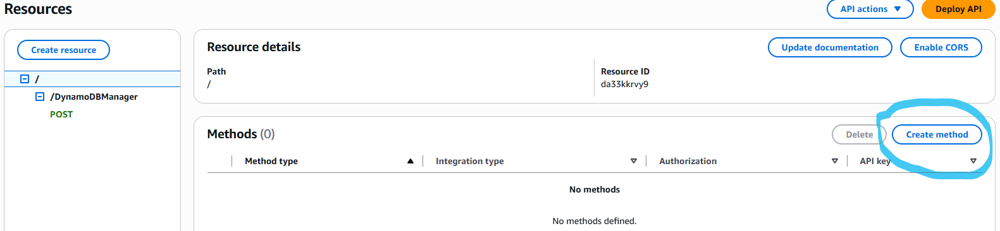 Resources
API actions
Deploy API
Create resource
/
/DynamoDBManager
POST
Resource details
Update documentation
Enable CORS
Path
/
Resource ID
da33kkrvy9
Methods (0)
Delete
Create method
Method type
Integration type
Authorization
API key
No methods
No methods defined.